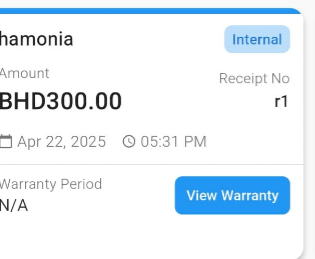 hamonia
Internal
Amount
Receipt No
BHD300.00
r1
Apr 22, 2025 05:31 PM
Warranty Period
N/A
View Warranty